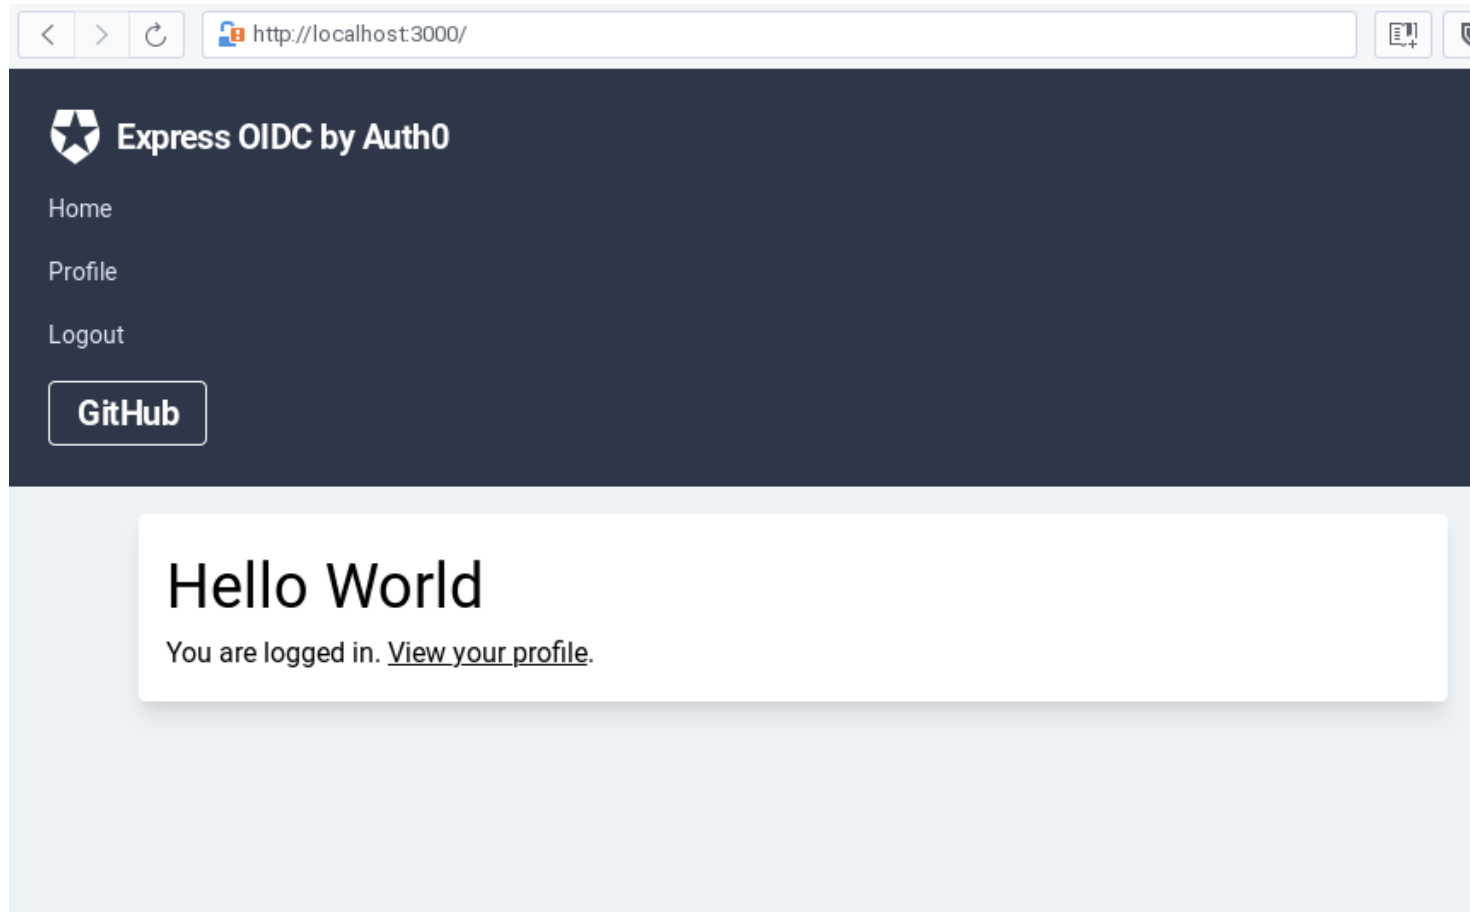 http://localhost:3000/
Express OIDC by Auth0
Home
Profile
Logout
GitHub
Hello World
You are logged in. View your profile.